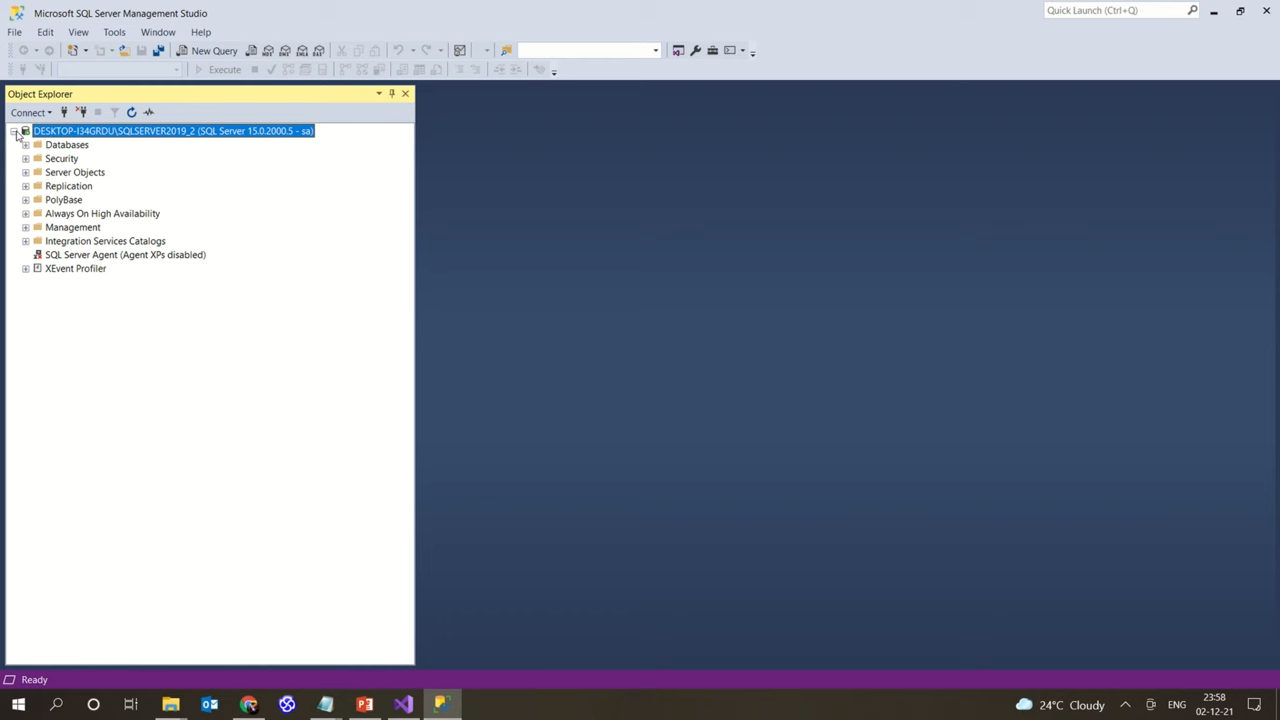 Microsoft SQL Server Management Studio
Quick Launch (Ctrl+Q)
File Edit View Tools Window Help
New Query
Execute
Object Explorer
Connect
DESKTOP-I34GRDU\SQLSERVER2019_2 (SQL Server 15.0.2000.5 - sa)
Databases
Security
Server Objects
Replication
PolyBase
Always On High Availability
Management
Integration Services Catalogs
SQL Server Agent (Agent XPs disabled)
XEvent Profiler
Ready
24°C Cloudy
ENG
23:58
02-12-21